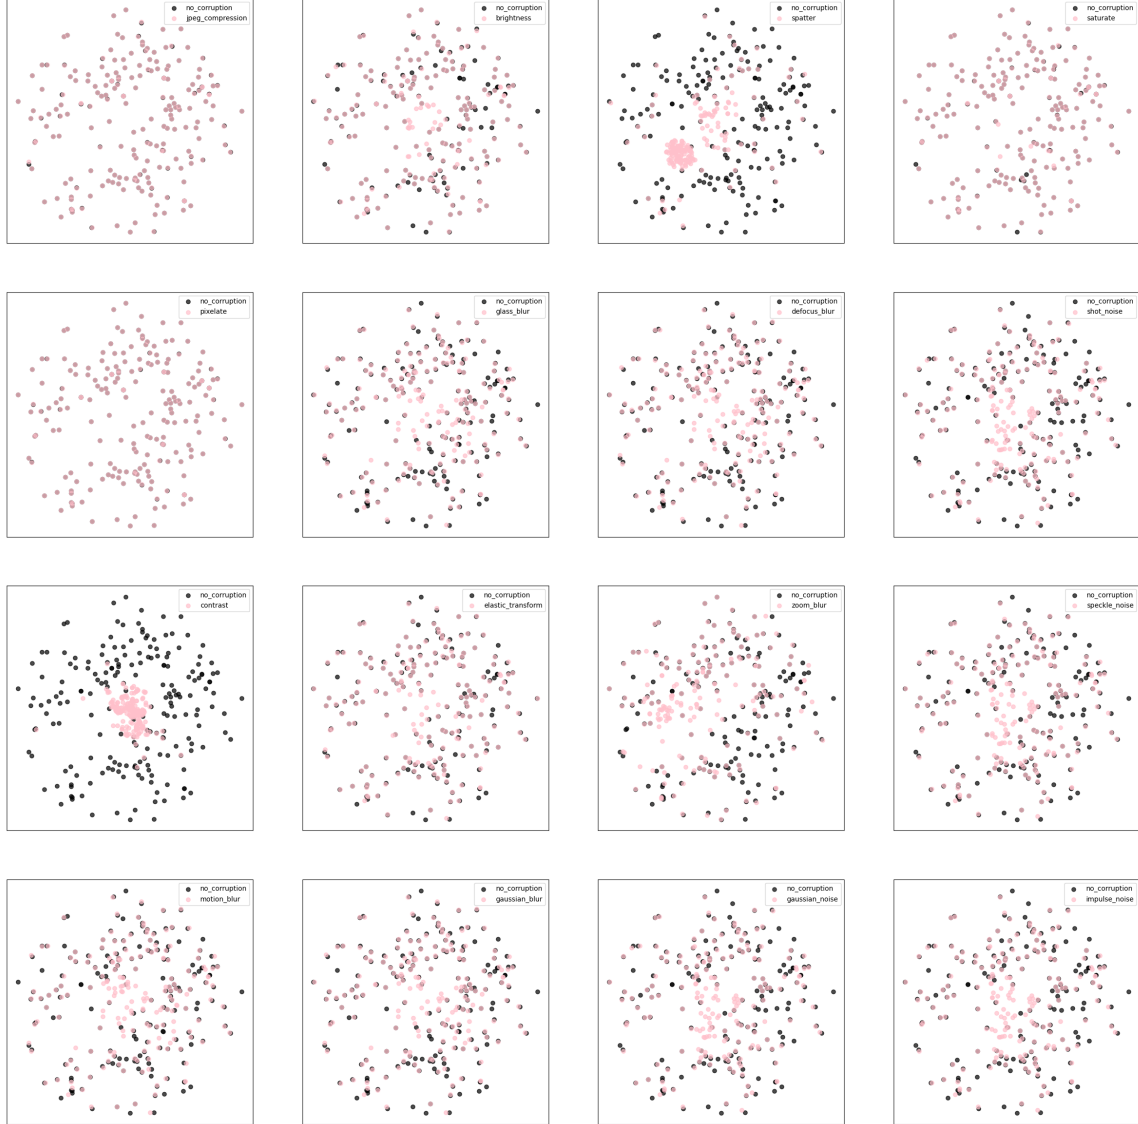 no_corruption
jpeg_compression
no_corruption
brightness
no_corruption
spatter
no_corruption
saturate
no_corruption
pixelate
no_corruption
glass_blur
no_corruption
defocus_blur
no_corruption
shot_noise
no_corruption
contrast
no_corruption
elastic_transform
no_corruption
zoom_blur
no_corruption
speckle_noise
no_corruption
motion_blur
no_corruption
gaussian_blur
no_corruption
gaussian_noise
no_corruption
impulse_noise